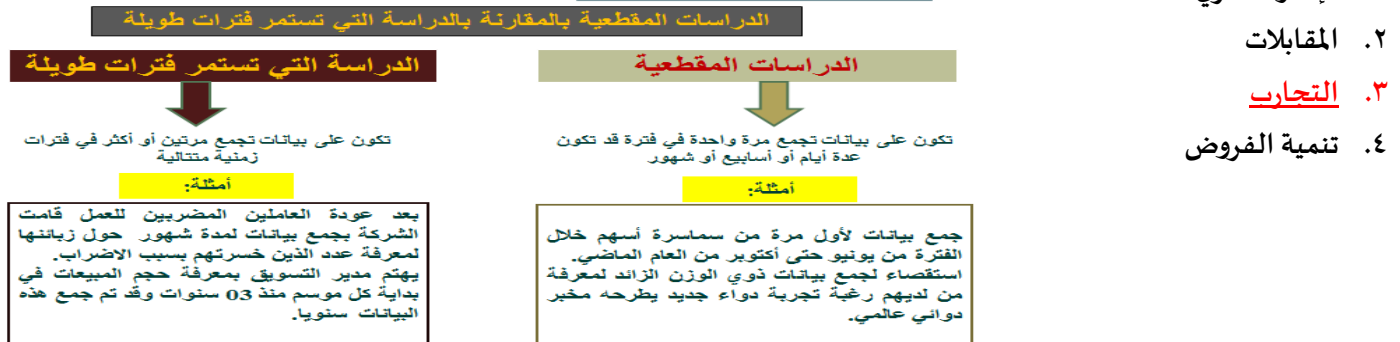 ٢. المقابلات
٣. التجارب
٤. تنمية الفروض
الدراسات المقطعية بالمقارنة بالدراسة التي تستمر فترات طويلة
الدراسات المقطعية
تكون على بيانات تجمع مرة واحدة في فترة قد تكون
عدة أيام أو أسابيع أو شهور
أمثلة:
جمع بيانات لأول مرة من سماسرة أسهم خلال
الفترة من يونيو حتى أكتوبر من العام الماضي.
استقصاء لجمع بيانات ذوي الوزن الزائد لمعرفة
من لديهم رغبة تجربة دواء جديد يطرحه مخبر
دوائي عالمي.
الدراسة التي تستمر فترات طويلة
تكون على بيانات تجمع مرتين أو أكثر في فترات
زمنية متتالية
أمثلة:
بعد عودة العاملين المضربين للعمل قامت
الشركة بجمع بيانات لمدة شهور حول زبائنها
لمعرفة عدد الذين خسرتهم بسبب الاضراب.
يهتم مدير التسويق بمعرفة حجم المبيعات في
بداية كل موسم منذ 03 سنوات وقد تم جمع هذه
البيانات سنويا.